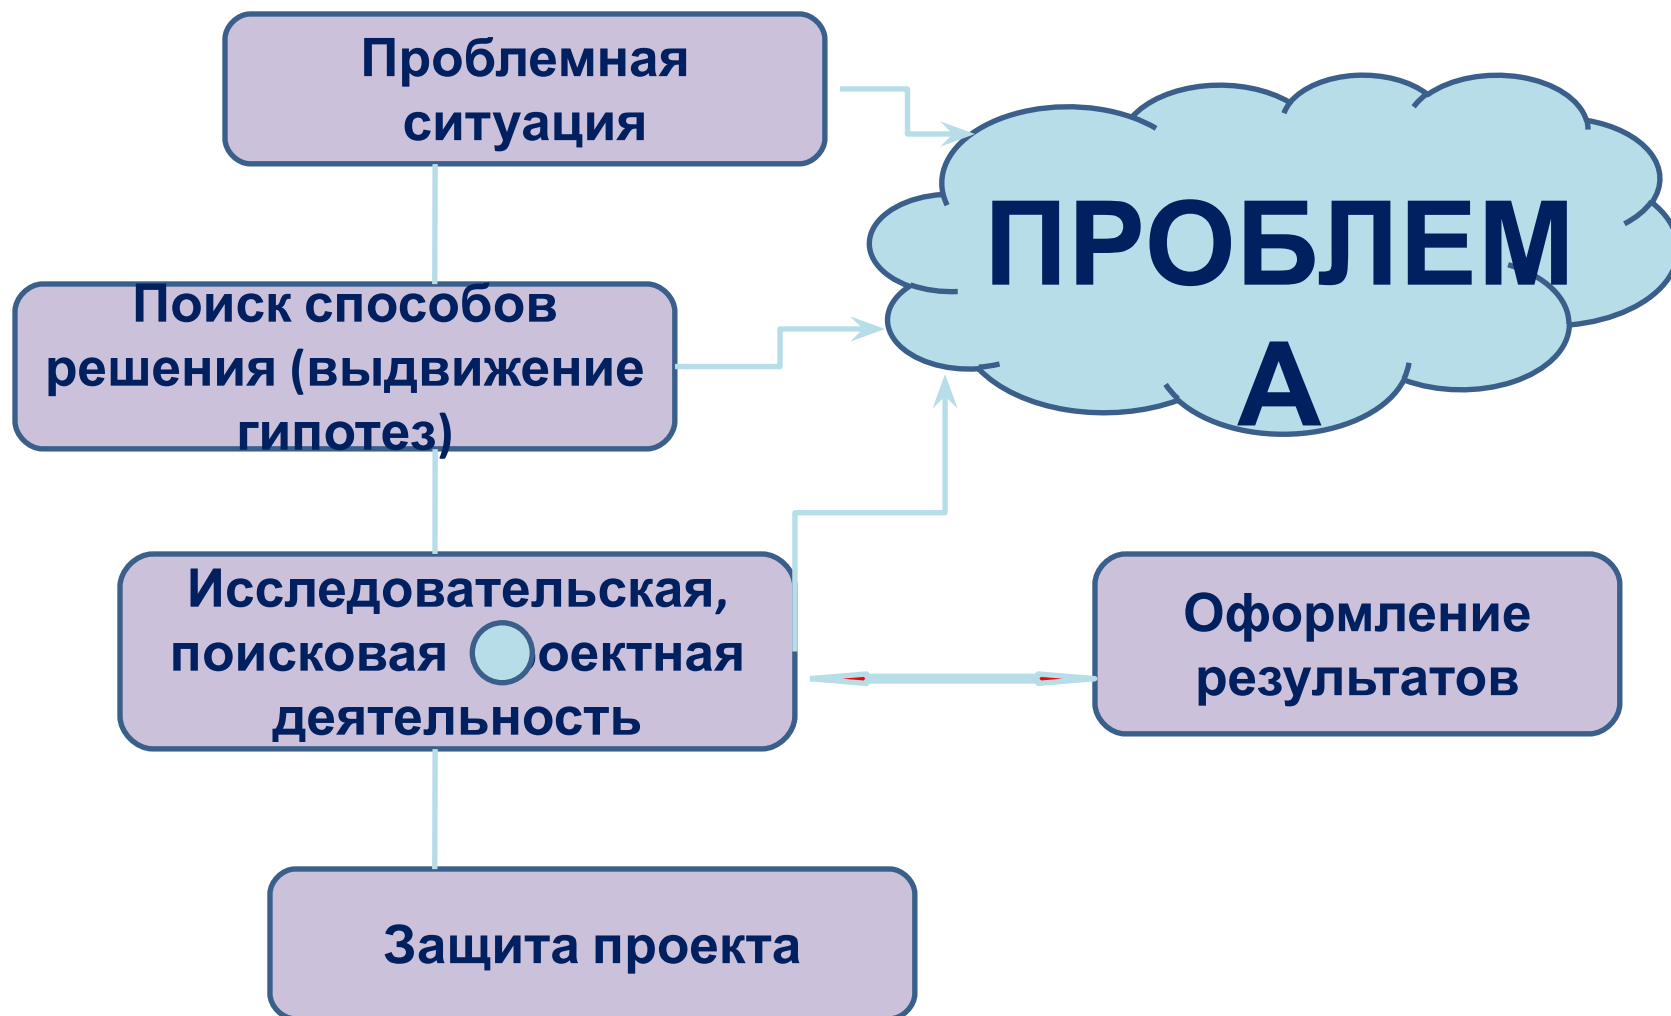 Проблемная
ситуация
ПРОБЛЕМ
А
Поиск способов
решения (выдвижение
гипотез)
Исследовательская,
поисковая оектная
деятельность
Оформление
результатов
Защита проекта